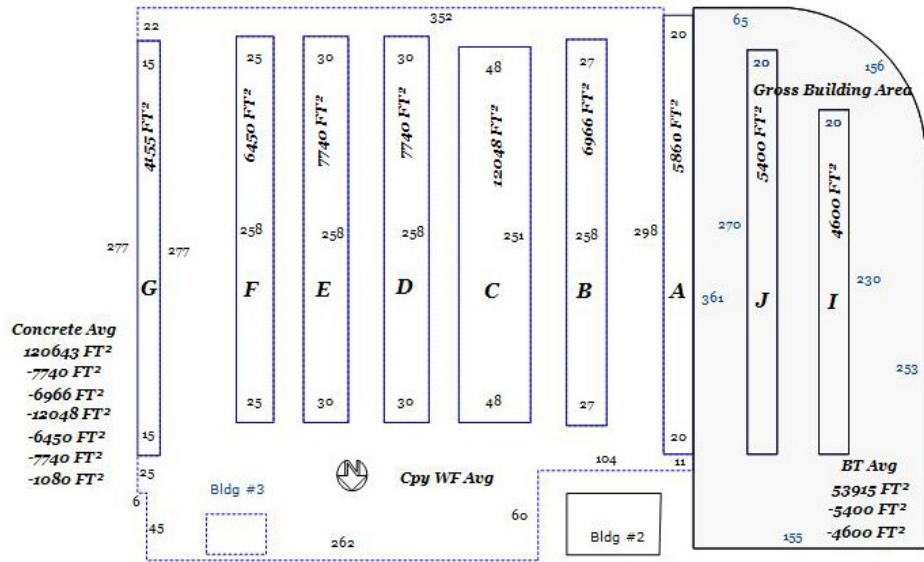 352
22
65
15
25
30
30
48
27
20
20
156
Gross Building Area
20
4155 FT²
6450 FT²
7740 FT²
7740 FT²
12048 FT²
6966 FT²
5860 FT²
5400 FT²
4600 FT²
277
277
258
258
258
251
258
298
270
230
G
F
E
D
C
B
A
J
I
361
253
Concrete Avg
120643 FT²
-7740 FT²
-6966 FT²
-12048 FT²
-6450 FT²
-7740 FT²
-1080 FT²
15
25
30
30
48
27
20
25
6
45
Bldg #3
N
Cpy WF Avg
104
11
60
262
Bldg #2
BT Avg
53915 FT²
-5400 FT²
-4600 FT²
155